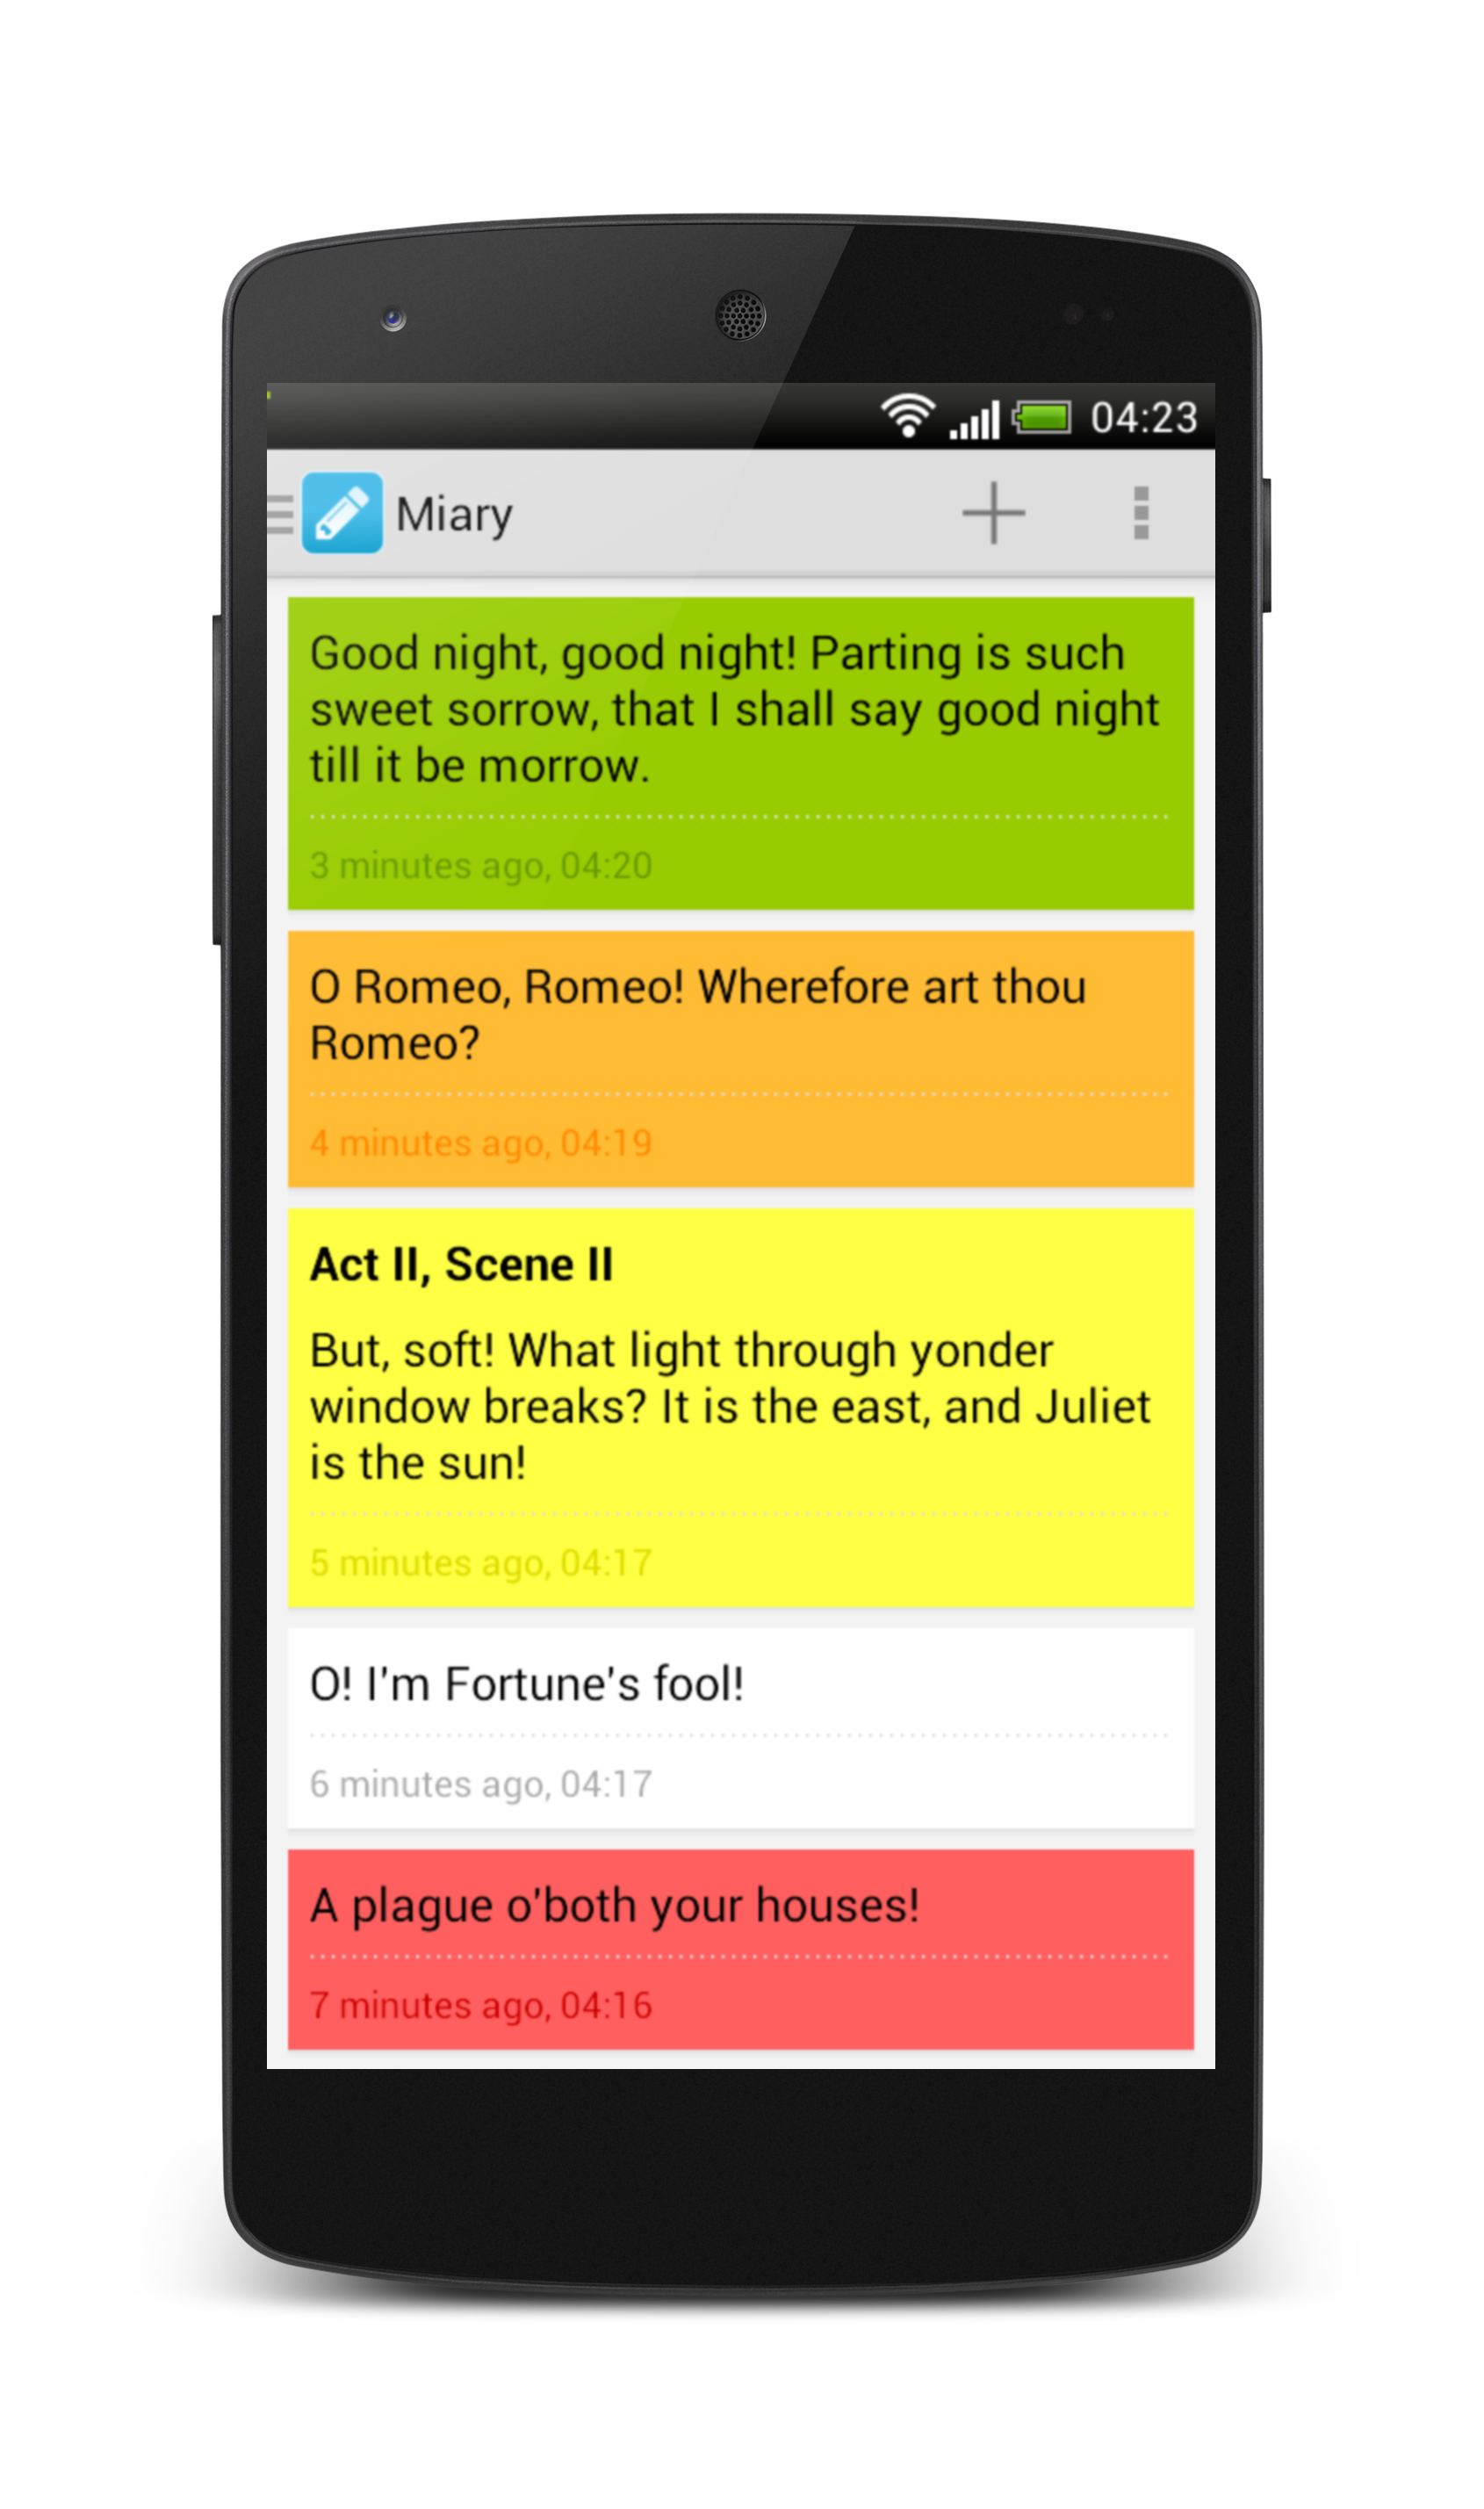 04:23
Miary
Good night, good night! Parting is such
sweet sorrow, that I shall say good night
till it be morrow.
3 minutes ago, 04:20
O Romeo, Romeo! Wherefore art thou
Romeo?
4 minutes ago, 04:19
Act II, Scene II
But, soft! What light through yonder
window breaks? It is the east, and Juliet
is the sun!
5 minutes ago, 04:17
O! I'm Fortune's fool!
6 minutes ago, 04:17
A plague o'both your houses!
7 minutes ago, 04:16